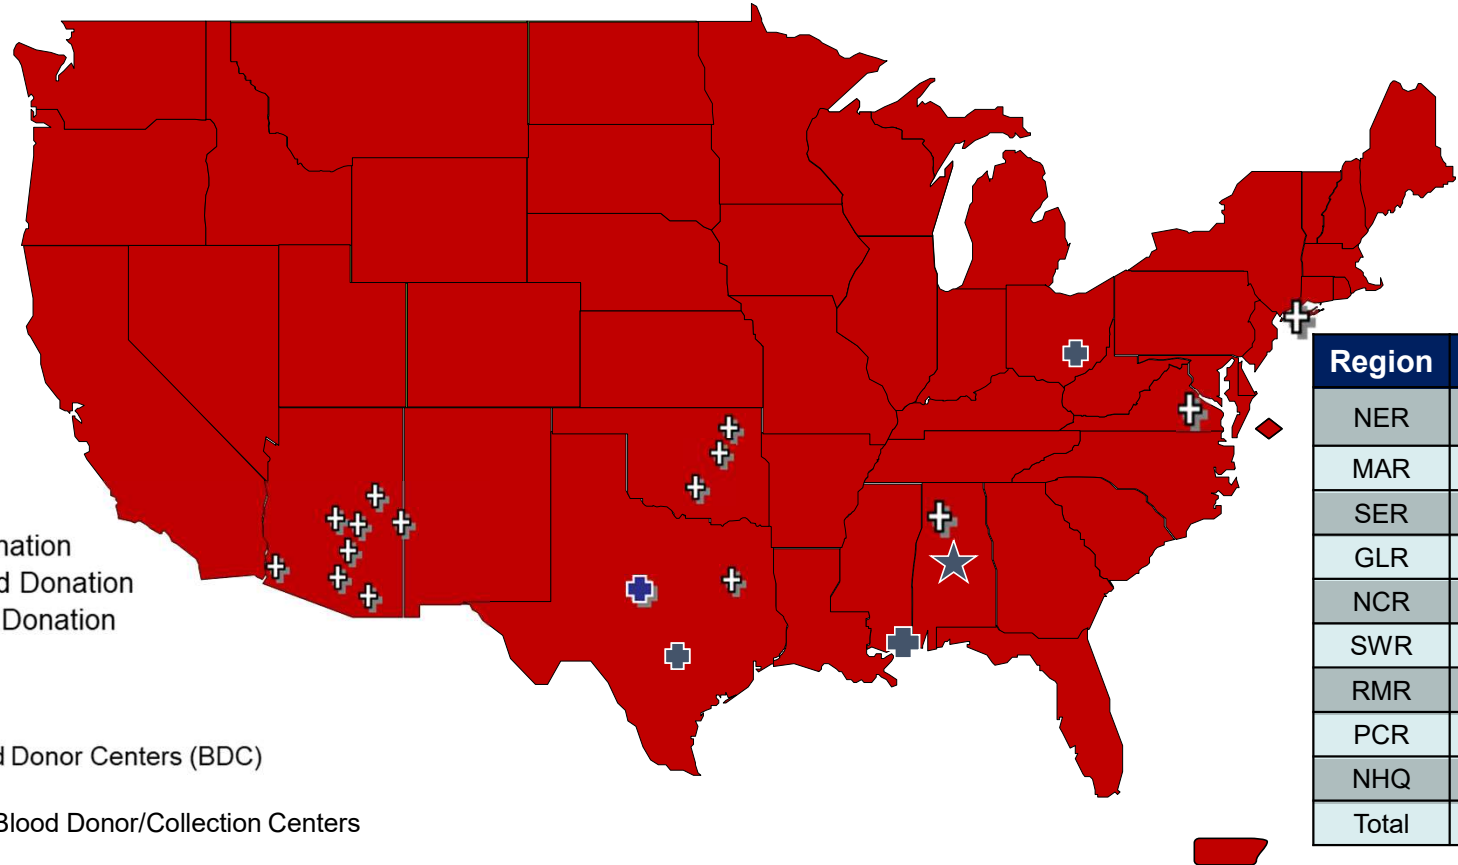 nation
d Donation
Donation
d Donor Centers (BDC)
Blood Donor/Collection Centers
Region
NER
MAR
SER
GLR
NCR
SWR
RMR
PCR
NHQ
Total